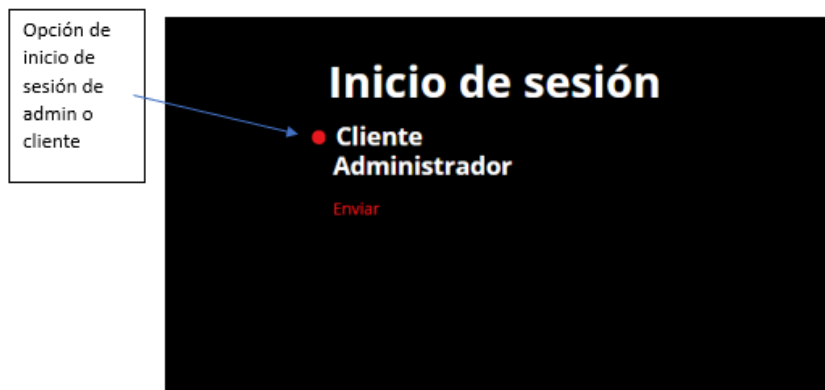 Opción de
inicio de
sesión de
admin o
cliente
Inicio de sesión
Cliente
Administrador
Enviar